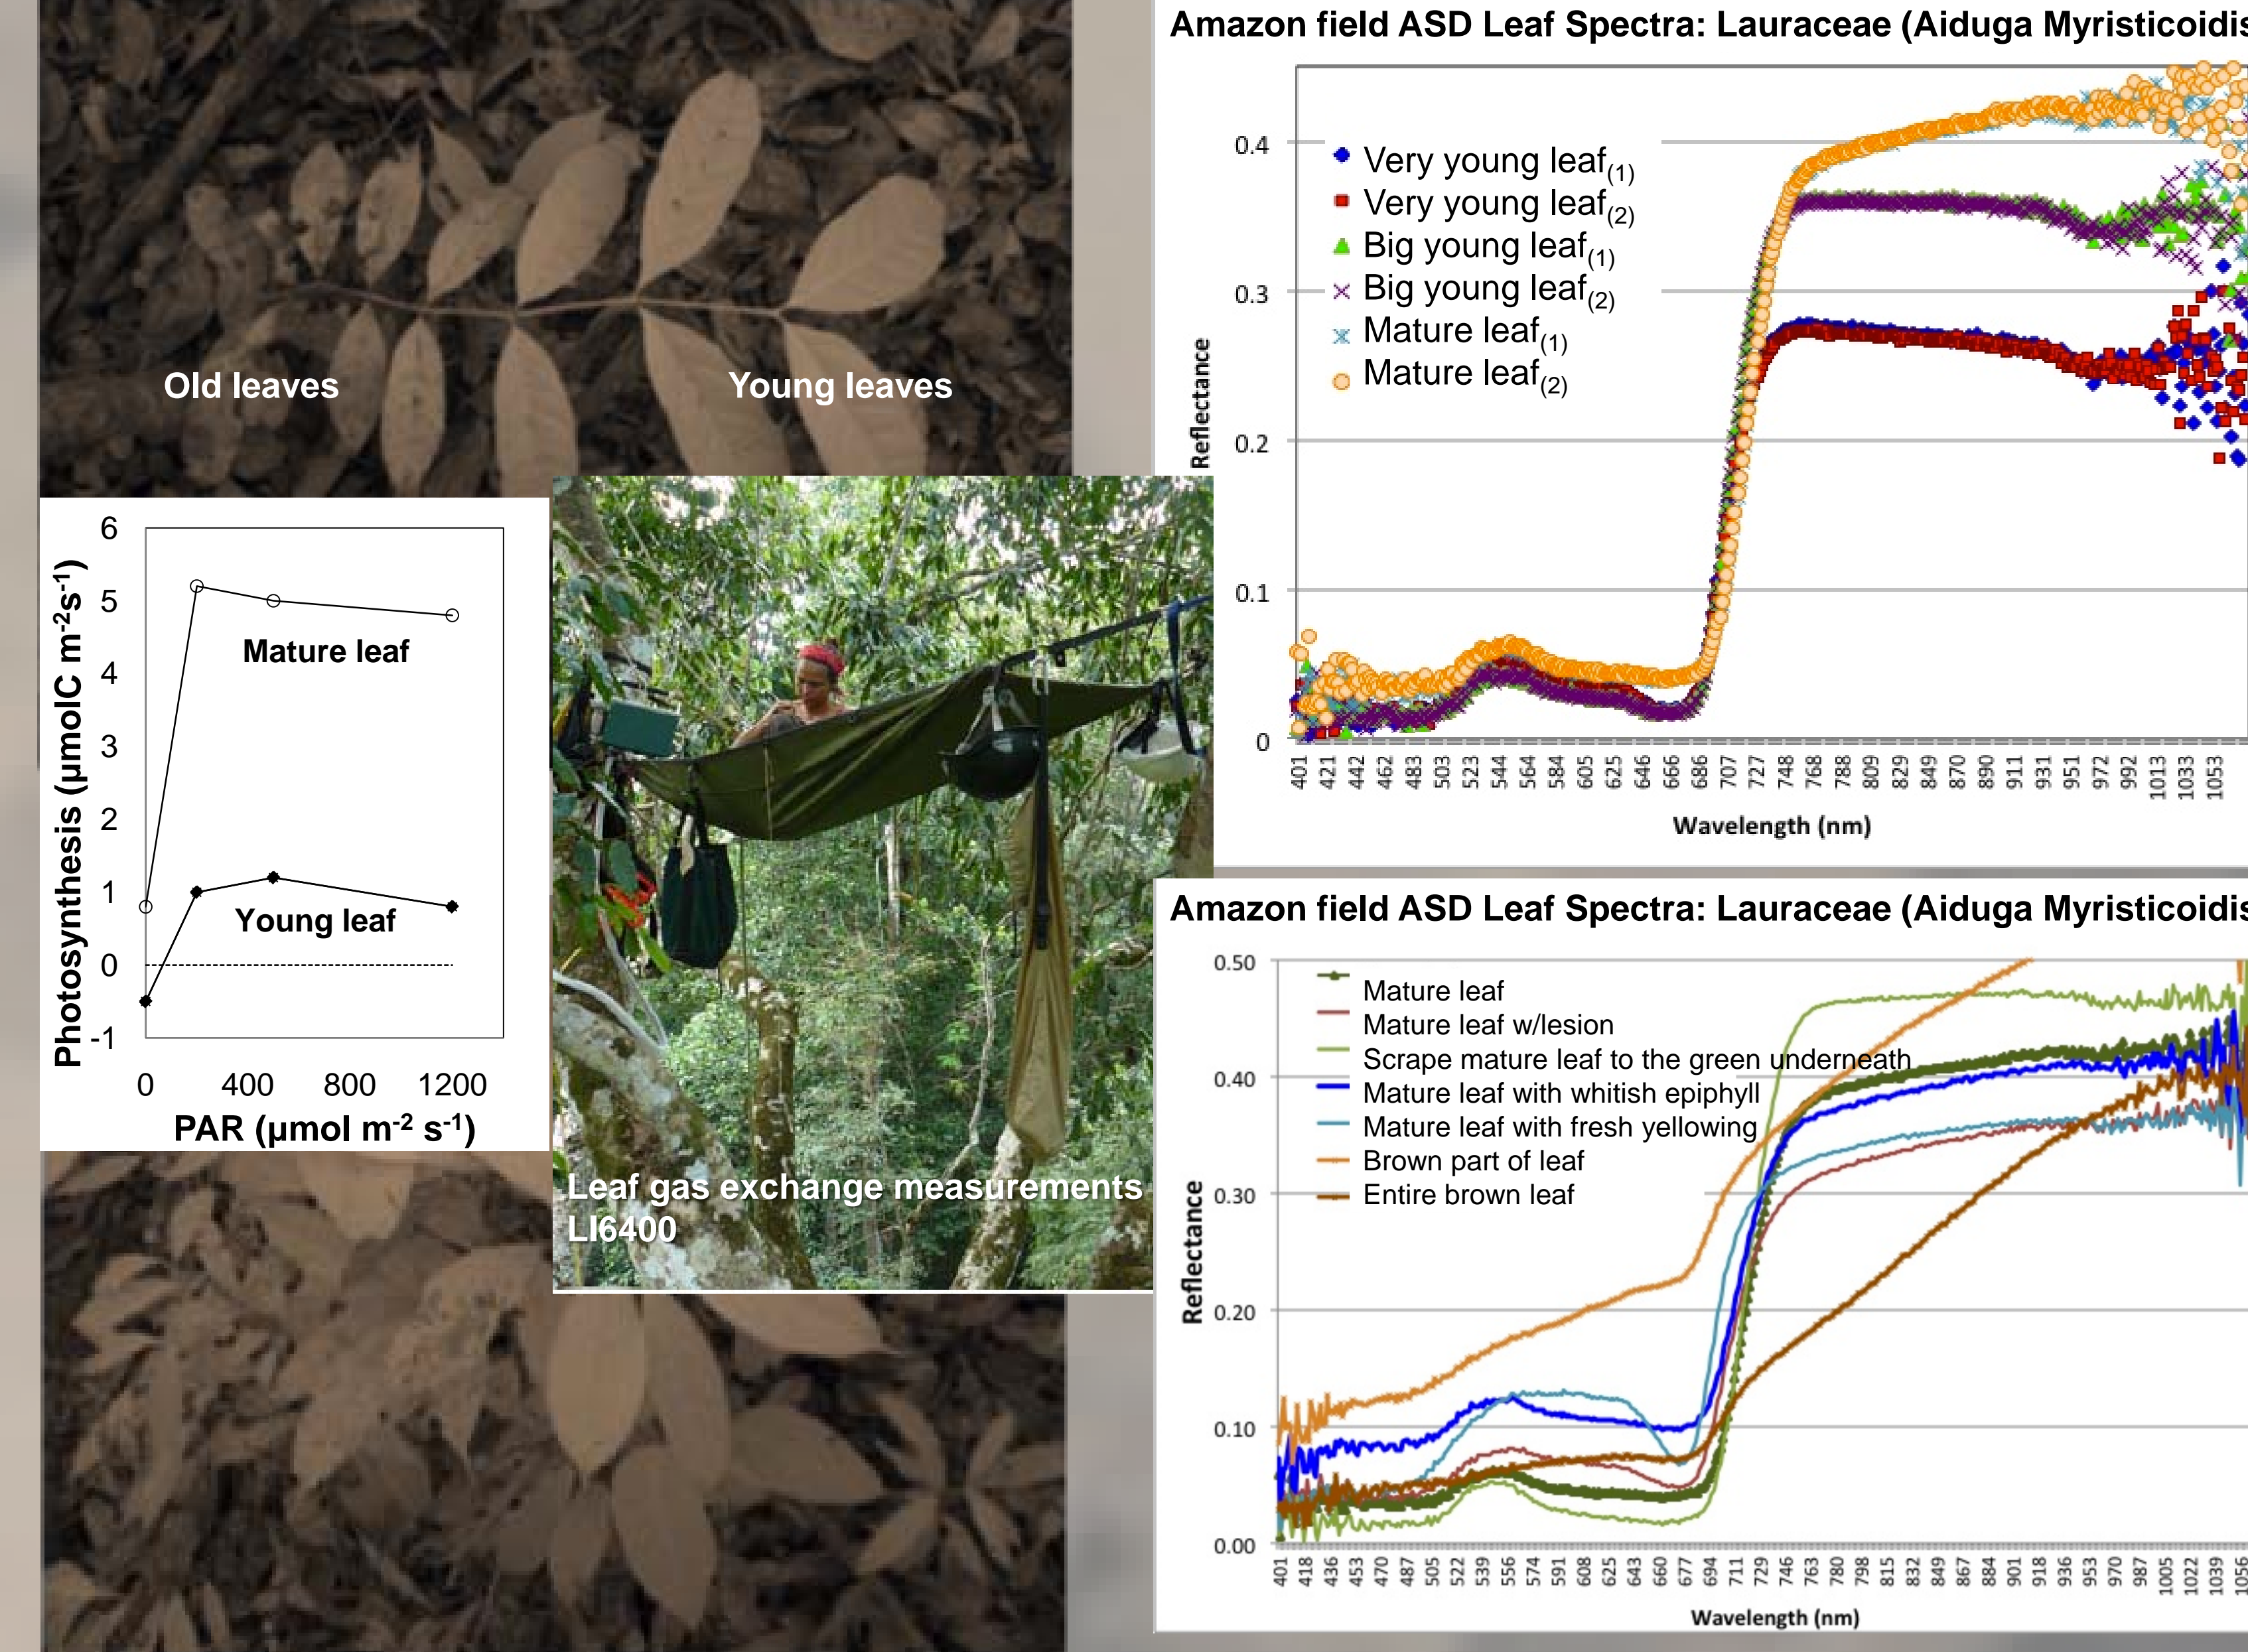 Amazon field ASD Leaf Spectra: Lauraceae (Aiduga Myristicoidis
Old leaves
Young leaves
Very young leaf(1)
Very young leaf(2)
Big young leaf(1)
Big young leaf(2)
Mature leaf(1)
Mature leaf(2)
Reflectance
0.4
0.3
0.2
0.1
0
401 421 442 462 483 503 523 544 564 584 605 625 646 666 686 707 727 748 768 788 809 829 849 870 890 911 931 951 972 992 1013 1033 1053
Wavelength (nm)
Photosynthesis (µmolC m-2s-1)
6
5
4
3
2
1
0
-1
Mature leaf
Young leaf
0 400 800 1200
PAR (µmol m-2 s-1)
Leaf gas exchange measurements
LI6400
Amazon field ASD Leaf Spectra: Lauraceae (Aiduga Myristicoidis
Mature leaf
Mature leaf w/lesion
Scrape mature leaf to the green underneath
Mature leaf with whitish epiphyll
Mature leaf with fresh yellowing
Brown part of leaf
Entire brown leaf
Reflectance
0.50
0.40
0.30
0.20
0.10
0.00
401 418 436 453 470 487 505 522 539 556 574 591 608 625 643 660 677 694 711 729 746 763 780 798 815 832 849 867 884 901 918 936 953 970 987 1005 1022 1039 1056
Wavelength (nm)